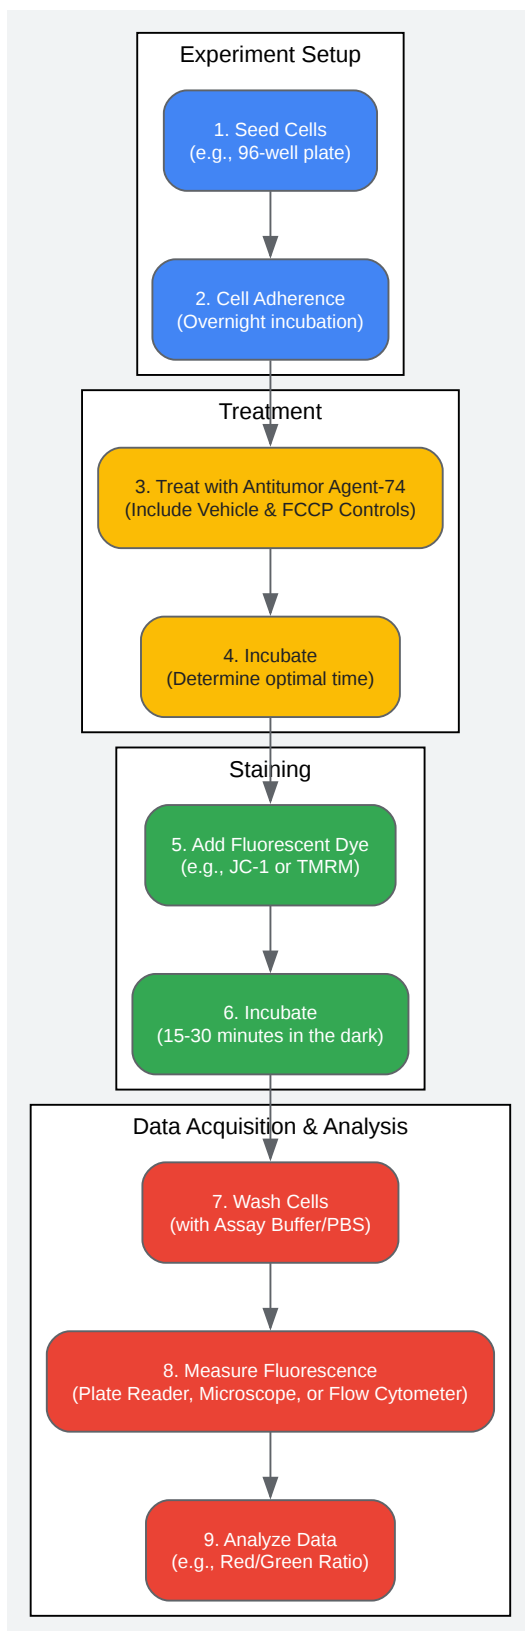 Experiment Setup
1. Seed Cells
(e.g., 96-well plate)
2. Cell Adherence
(Overnight incubation)
Treatment
3. Treat with Antitumor Agent-74
(Include Vehicle & FCCP Controls)
4. Incubate
(Determine optimal time)
Staining
5. Add Fluorescent Dye
(e.g., JC-1 or TMRM)
6. Incubate
(15-30 minutes in the dark)
Data Acquisition & Analysis
7. Wash Cells
(with Assay Buffer/PBS)
8. Measure Fluorescence
(Plate Reader, Microscope, or Flow Cytometer)
9. Analyze Data
(e.g., Red/Green Ratio)